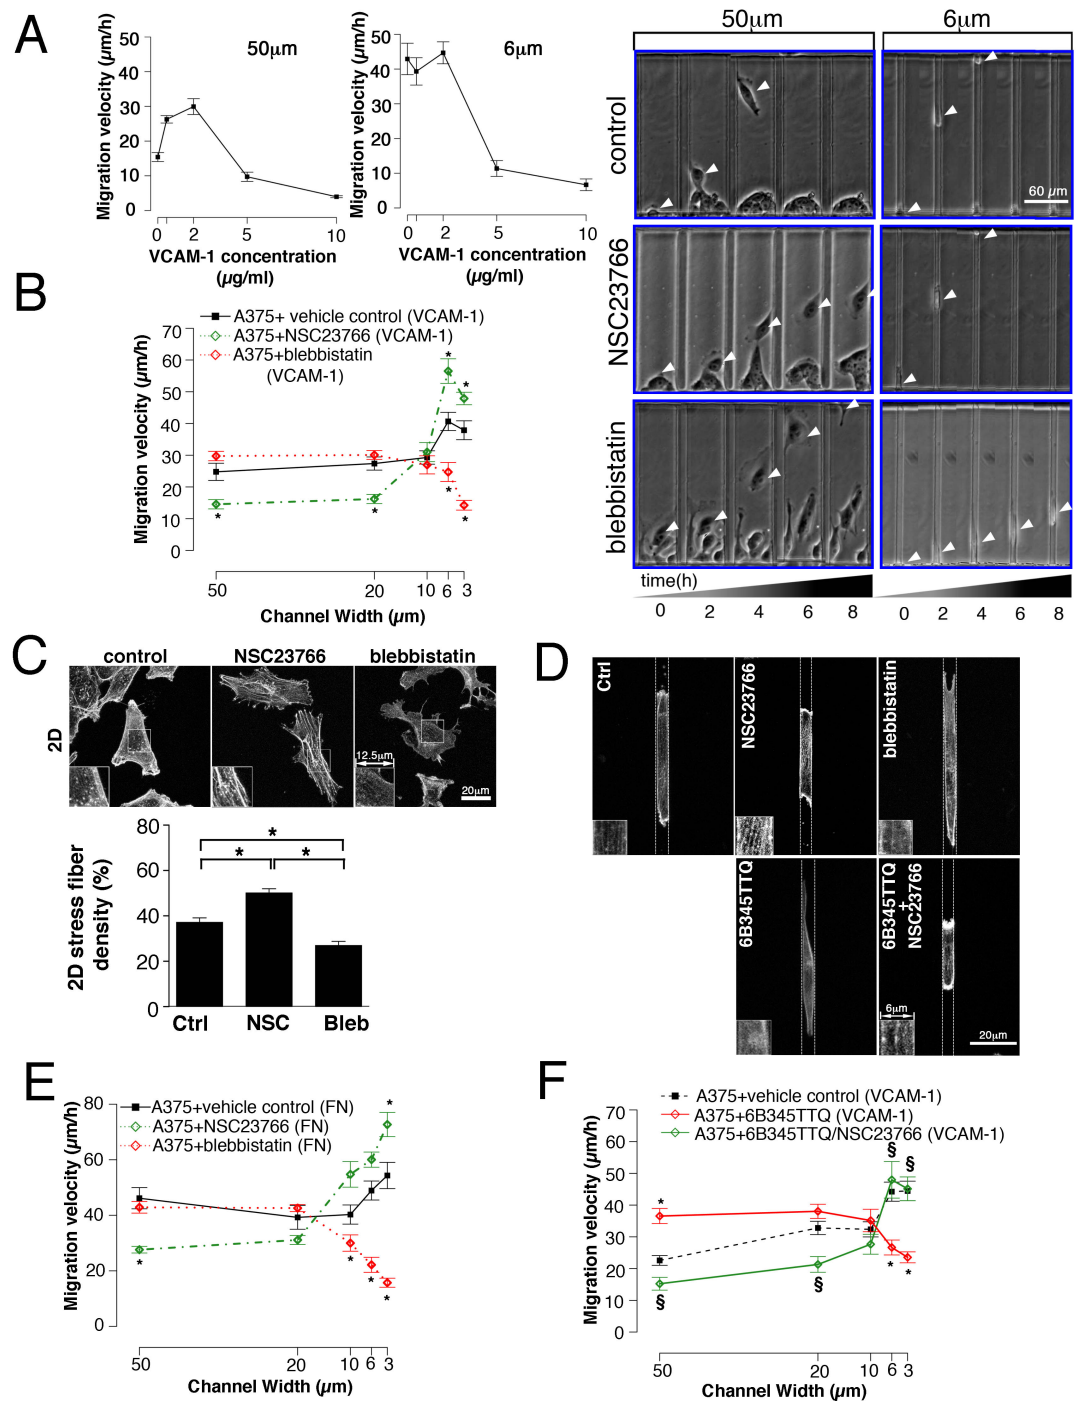 A
50µm
6µm
Migration velocity (µm/h)
50
40
30
20
10
0
0
2
5
10
VCAM-1 concentration
(µg/ml)
Migration velocity (µm/h)
50
40
30
20
10
0
0
2
5
10
VCAM-1 concentration
(µg/ml)
50µm
6µm
control
60 µm
NSC23766
blebbistatin
time(h)
0 2 4 6 8
0 2 4 6 8
B
A375+ vehicle control (VCAM-1)
A375+NSC23766 (VCAM-1)
A375+blebbistatin
(VCAM-1)
Migration velocity (µm/h)
70
60
50
40
30
20
10
0
* *
* * * *
50 20 10 6 3
Channel Width (µm)
C
control NSC23766 blebbistatin
2D
12.5µm
20µm
2D stress fiber
density (%)
80
60
40
20
0
*
* *
Ctrl NSC Bleb
D
Ctrl
NSC23766
blebbistatin
6B345TTQ
6B345TTQ
+
NSC23766
6µm
20µm
E
A375+vehicle control (FN)
A375+NSC23766 (FN)
A375+blebbistatin (FN)
Migration velocity (µm/h)
80
60
40
20
0
*
* * * *
50 20 10 6 3
Channel Width (µm)
F
A375+vehicle control (VCAM-1)
A375+6B345TTQ (VCAM-1)
A375+6B345TTQ/NSC23766 (VCAM-1)
Migration velocity (µm/h)
70
60
50
40
30
20
10
0
* § §
§ § * *
50 20 10 6 3
Channel Width (µm)